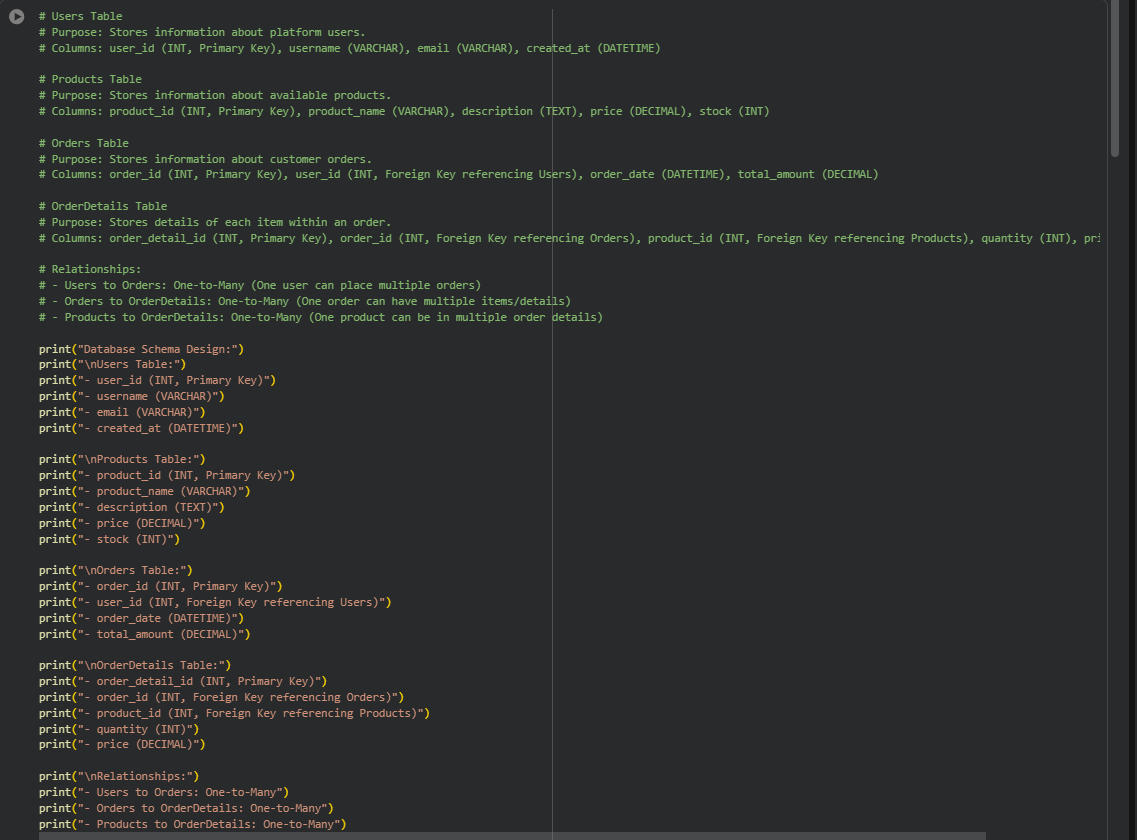 # Users Table
# Purpose: Stores information about platform users.
# Columns: user_id (INT, Primary Key), username (VARCHAR), email (VARCHAR), created_at (DATETIME)
# Products Table
# Purpose: Stores information about available products.
# Columns: product_id (INT, Primary Key), product_name (VARCHAR), description (TEXT), price (DECIMAL), stock (INT)
# Orders Table
# Purpose: Stores information about customer orders.
# Columns: order_id (INT, Primary Key), user_id (INT, Foreign Key referencing Users), order_date (DATETIME), total_amount (DECIMAL)
# OrderDetails Table
# Purpose: Stores details of each item within an order.
# Columns: order_detail_id (INT, Primary Key), order_id (INT, Foreign Key referencing Orders), product_id (INT, Foreign Key referencing Products), quantity (INT), pri
# Relationships:
# - Users to Orders: One-to-Many (One user can place multiple orders)
# - Orders to OrderDetails: One-to-Many (One order can have multiple items/details)
# - Products to OrderDetails: One-to-Many (One product can be in multiple order details)
print("Database Schema Design:")
print("\nUsers Table:")
print("- user_id (INT, Primary Key)")
print("- username (VARCHAR)")
print("- email (VARCHAR)")
print("- created_at (DATETIME)")
print("\nProducts Table:")
print("- product_id (INT, Primary Key)")
print("- product_name (VARCHAR)")
print("- description (TEXT)")
print("- price (DECIMAL)")
print("- stock (INT)")
print("\nOrders Table:")
print("- order_id (INT, Primary Key)")
print("- user_id (INT, Foreign Key referencing Users)")
print("- order_date (DATETIME)")
print("- total_amount (DECIMAL)")
print("\nOrderDetails Table:")
print("- order_detail_id (INT, Primary Key)")
print("- order_id (INT, Foreign Key referencing Orders)")
print("- product_id (INT, Foreign Key referencing Products)")
print("- quantity (INT)")
print("- price (DECIMAL)")
print("\nRelationships:")
print("- Users to Orders: One-to-Many")
print("- Orders to OrderDetails: One-to-Many")
print("- Products to OrderDetails: One-to-Many")